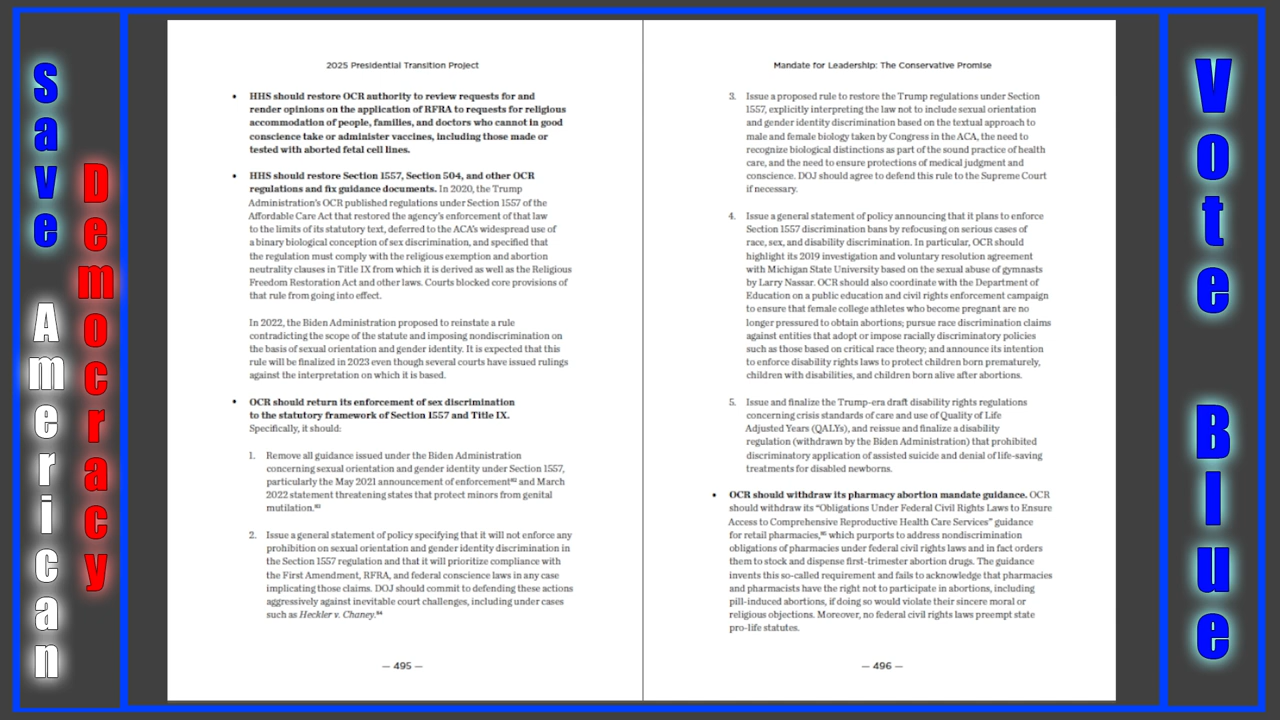 Save American
Democracy
2025 Presidential Transition Project
• HHS should restore OCR authority to review requests for and
render opinions on the application of RFRA to requests for religious
accommodation of people, families, and doctors who cannot in good
conscience take or administer vaccines, including those made or
tested with aborted fetal cell lines.
• HHS should restore Section 1557, Section 504, and other OCR
regulations and fix guidance documents. In 2020, the Trump
Administration's OCR published regulations under Section 1557 of the
Affordable Care Act that restored the agency's enforcement of that law
to the limits of its statutory text, deferred to the ACA's widespread use of
a binary biological conception of sex discrimination, and specified that
the regulation must comply with the religious exemption and abortion
neutrality clauses in Title IX from which it is derived as well as the Religious
Freedom Restoration Act and other laws. Courts blocked core provisions of
that rule from going into effect.
In 2022, the Biden Administration proposed to reinstate a rule
contradicting the scope of the statute and imposing nondiscrimination on
the basis of sexual orientation and gender identity. It is expected that this
rule will be finalized in 2023 even though several courts have issued rulings
against the interpretation on which it is based.
• OCR should return its enforcement of sex discrimination
to the statutory framework of Section 1557 and Title IX.
Specifically, it should:
1. Remove all guidance issued under the Biden Administration
concerning sexual orientation and gender identity under Section 1557,
particularly the May 2021 announcement of enforcement⁸² and March
2022 statement threatening states that protect minors from genital
mutilation.⁸³
2. Issue a general statement of policy specifying that it will not enforce any
prohibition on sexual orientation and gender identity discrimination in
the Section 1557 regulation and that it will prioritize compliance with
the First Amendment, RFRA, and federal conscience laws in any case
implicating those claims. DOJ should commit to defending these actions
aggressively against inevitable court challenges, including under cases
such as Heckler v. Chaney.⁸⁴
— 495 —
Mandate for Leadership: The Conservative Promise
3. Issue a proposed rule to restore the Trump regulations under Section
1557, explicitly interpreting the law not to include sexual orientation
and gender identity discrimination based on the textual approach to
male and female biology taken by Congress in the ACA, the need to
recognize biological distinctions as part of the sound practice of health
care, and the need to ensure protections of medical judgment and
conscience. DOJ should agree to defend this rule to the Supreme Court
if necessary.
4. Issue a general statement of policy announcing that it plans to enforce
Section 1557 discrimination bans by refocusing on serious cases of
race, sex, and disability discrimination. In particular, OCR should
highlight its 2019 investigation and voluntary resolution agreement
with Michigan State University based on the sexual abuse of gymnasts
by Larry Nassar. OCR should also coordinate with the Department of
Education on a public education and civil rights enforcement campaign
to ensure that female college athletes who become pregnant are no
longer pressured to obtain abortions; pursue race discrimination claims
against entities that adopt or impose racially discriminatory policies
such as those based on critical race theory; and announce its intention
to enforce disability rights laws to protect children born prematurely,
children with disabilities, and children born alive after abortions.
5. Issue and finalize the Trump-era draft disability rights regulations
concerning crisis standards of care and use of Quality of Life
Adjusted Years (QALYs), and reissue and finalize a disability
regulation (withdrawn by the Biden Administration) that prohibited
discriminatory application of assisted suicide and denial of life-saving
treatments for disabled newborns.
• OCR should withdraw its pharmacy abortion mandate guidance. OCR
should withdraw its "Obligations Under Federal Civil Rights Laws to Ensure
Access to Comprehensive Reproductive Health Care Services" guidance
for retail pharmacies,⁸⁵ which purports to address nondiscrimination
obligations of pharmacies under federal civil rights laws and in fact orders
them to stock and dispense first-trimester abortion drugs. The guidance
invents this so-called requirement and fails to acknowledge that pharmacies
and pharmacists have the right not to participate in abortions, including
pill-induced abortions, if doing so would violate their sincere moral or
religious objections. Moreover, no federal civil rights laws preempt state
pro-life statutes.
— 496 —
Vote Blue